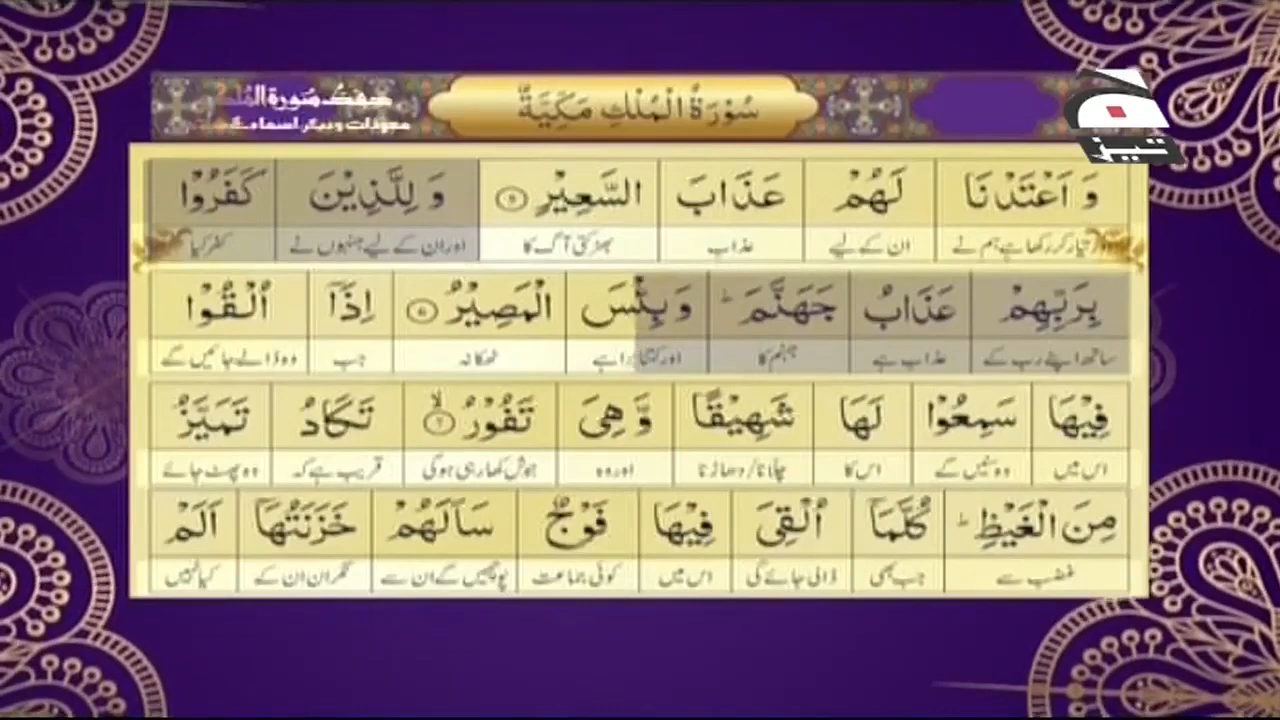 سُوْرَةُ الْمُلْكِ مَكِّيَّةٌ
تیز
وَ اَعْتَدْنَا لَهُمْ عَذَابَ السَّعِيْرِ ۵ وَ لِلَّذِيْنَ كَفَرُوْا
اور تیار کر رکھا ہے ہم نے ان کے لیے عذاب بھڑکتی آگ کا اور ان کے لیے جنہوں نے کفر کیا
بِرَبِّهِمْ عَذَابُ جَهَنَّمَ ؕ وَ بِئْسَ الْمَصِيْرُ اِذَاۤ اُلْقُوْا
ساتھ اپنے رب کے عذاب ہے جہنم کا اور کتنا برا ہے ٹھکانہ جب وہ ڈالے جائیں گے
فِيْهَا سَمِعُوْا لَهَا شَهِيْقًا وَّ هِیَ تَفُوْرُ ۙ تَكَادُ تَمَيَّزُ
اس میں وہ سنیں گے اس کا چلّانا/دھاڑنا اور وہ جوش کھا رہی ہوگی قریب ہے کہ وہ پھٹ جائے
مِنَ الْغَيْظِ ؕ كُلَّمَاۤ اُلْقِیَ فِيْهَا فَوْجٌ سَاَلَهُمْ خَزَنَتُهَاۤ اَلَمْ
غضب سے جب بھی ڈالی جائے گی اس میں کوئی جماعت پوچھیں گے ان سے نگران ان کے کیا نہیں